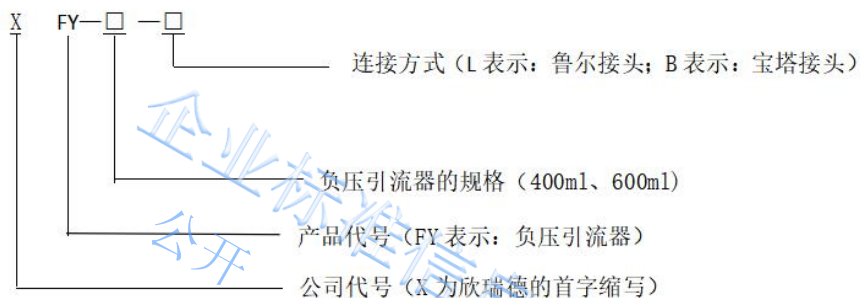 X FY—□ —□
连接方式（L 表示：鲁尔接头；B 表示：宝塔接头）
负压引流器的规格（400ml、600ml）
产品代号（FY 表示：负压引流器）
公司代号（X 为欣瑞德的首字缩写）
企业标准信息
公开